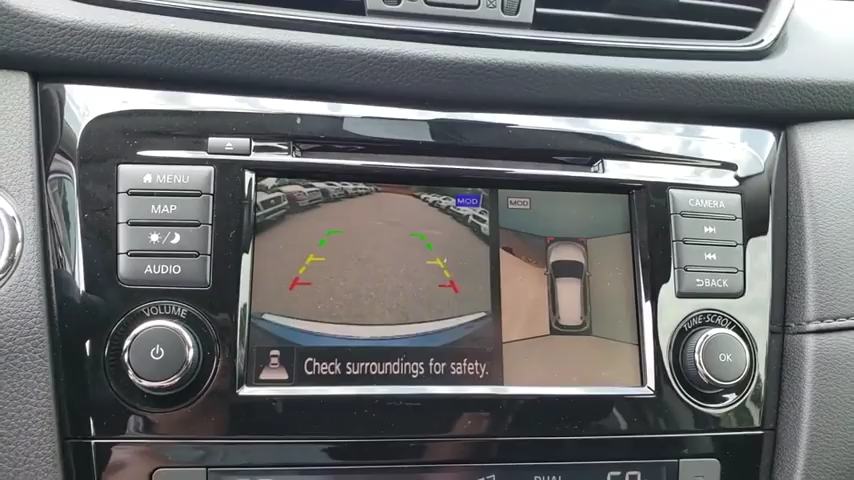 MENU
MAP
AUDIO
VOLUME
MOD
MOD
Check surroundings for safety.
CAMERA
BACK
TUNE·SCROLL
OK
DUAL